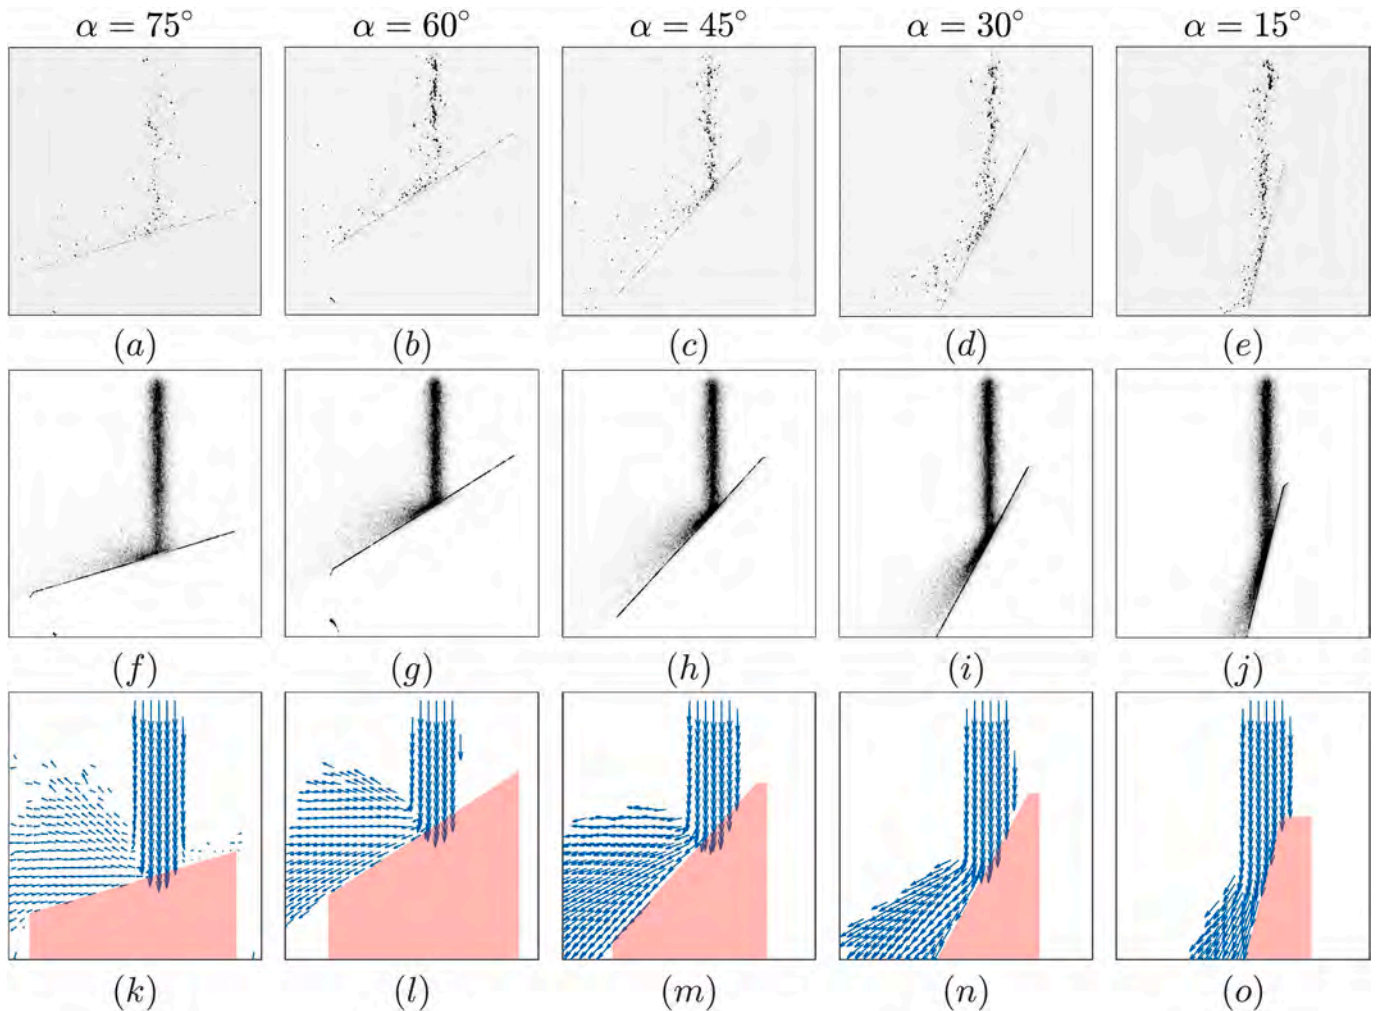 α = 75° α = 60° α = 45° α = 30° α = 15°
(a) (b) (c) (d) (e)
(f) (g) (h) (i) (j)
(k) (l) (m) (n) (o)